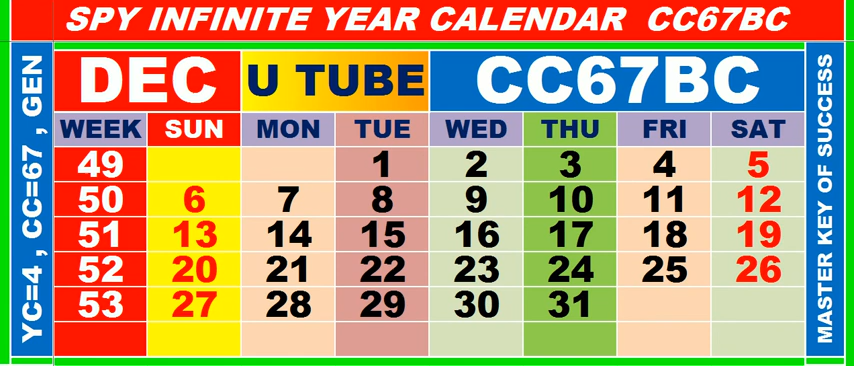 SPY INFINITE YEAR CALENDAR CC67BC
YC=4 , CC=67 , GEN
DEC U TUBE CC67BC
WEEK SUN MON TUE WED THU FRI SAT
49 1 2 3 4 5
50 6 7 8 9 10 11 12
51 13 14 15 16 17 18 19
52 20 21 22 23 24 25 26
53 27 28 29 30 31
MASTER KEY OF SUCCESS